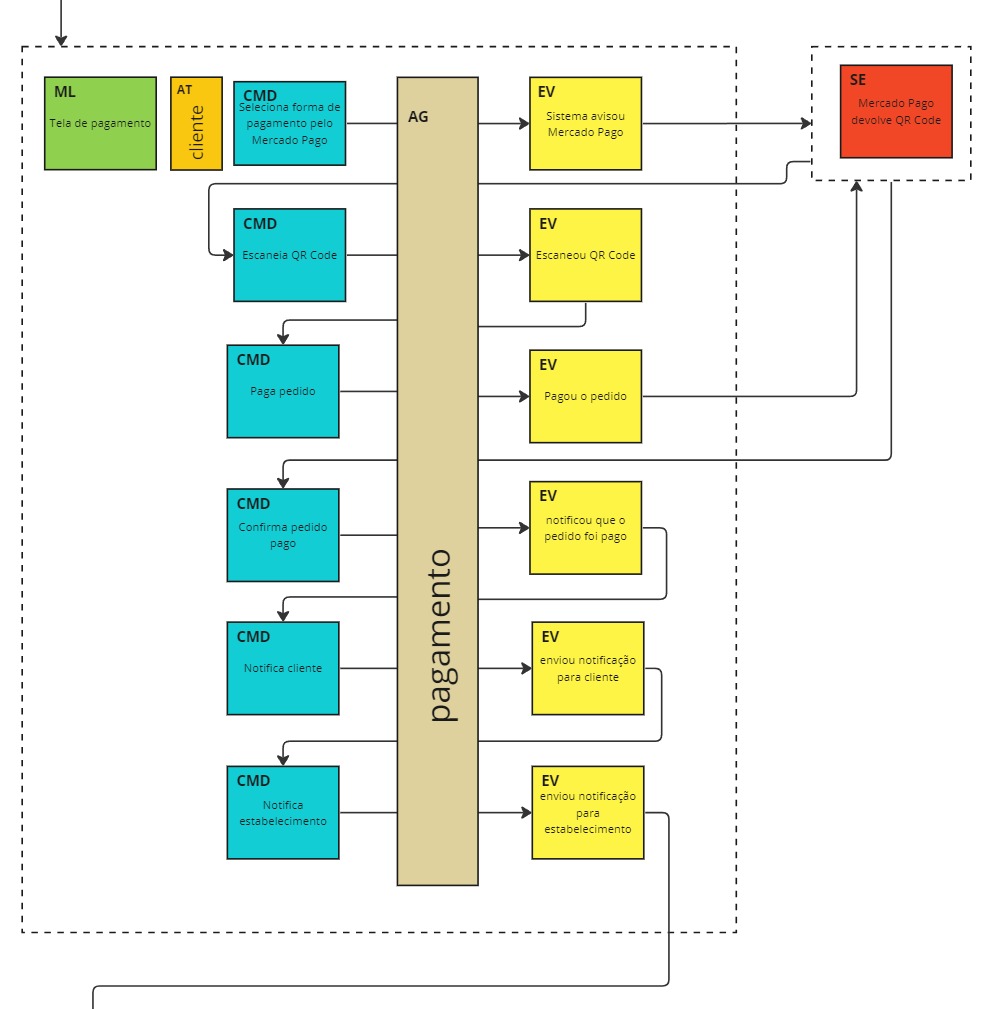 ML
Tela de pagamento
AT
cliente
CMD
Seleciona forma de
pagamento pelo
Mercado Pago
AG
pagamento
EV
Sistema avisou
Mercado Pago
SE
Mercado Pago
devolve QR Code
CMD
Escaneia QR Code
EV
Escaneou QR Code
CMD
Paga pedido
EV
Pagou o pedido
CMD
Confirma pedido
pago
EV
notificou que o
pedido foi pago
CMD
Notifica cliente
EV
enviou notificação
para cliente
CMD
Notifica
estabelecimento
EV
enviou notificação
para
estabelecimento